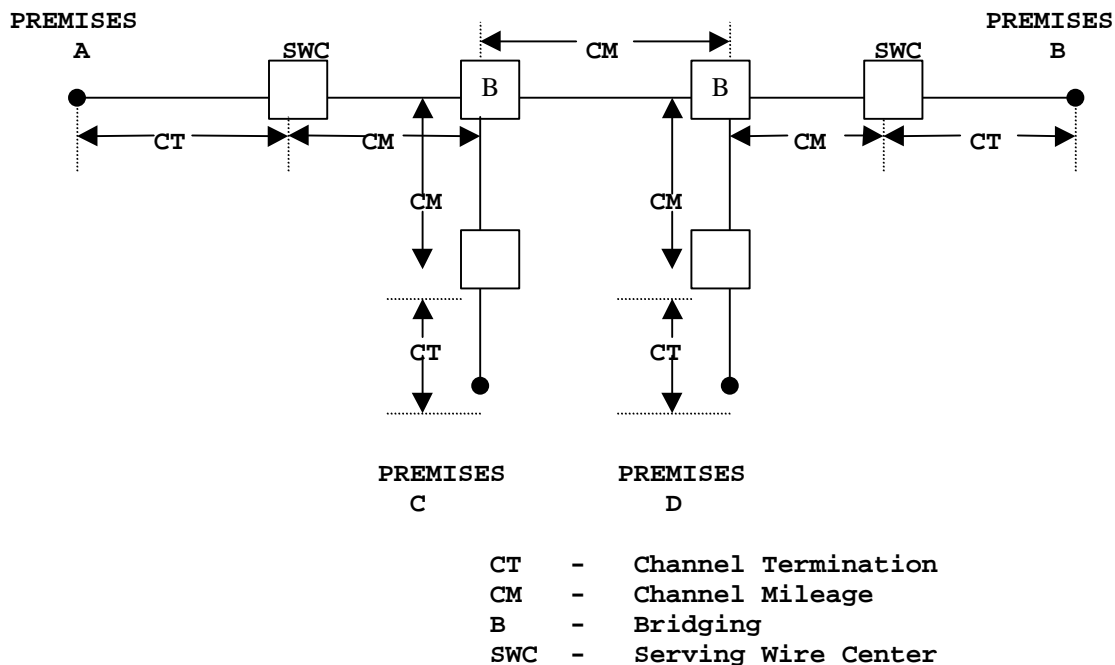 PREMISES
A
PREMISES
B
SWC
CM
SWC
B
B
CT
CM
CM
CT
CM
CM
CT
CT
PREMISES
C
PREMISES
D
CT - Channel Termination
CM - Channel Mileage
B - Bridging
SWC - Serving Wire Center